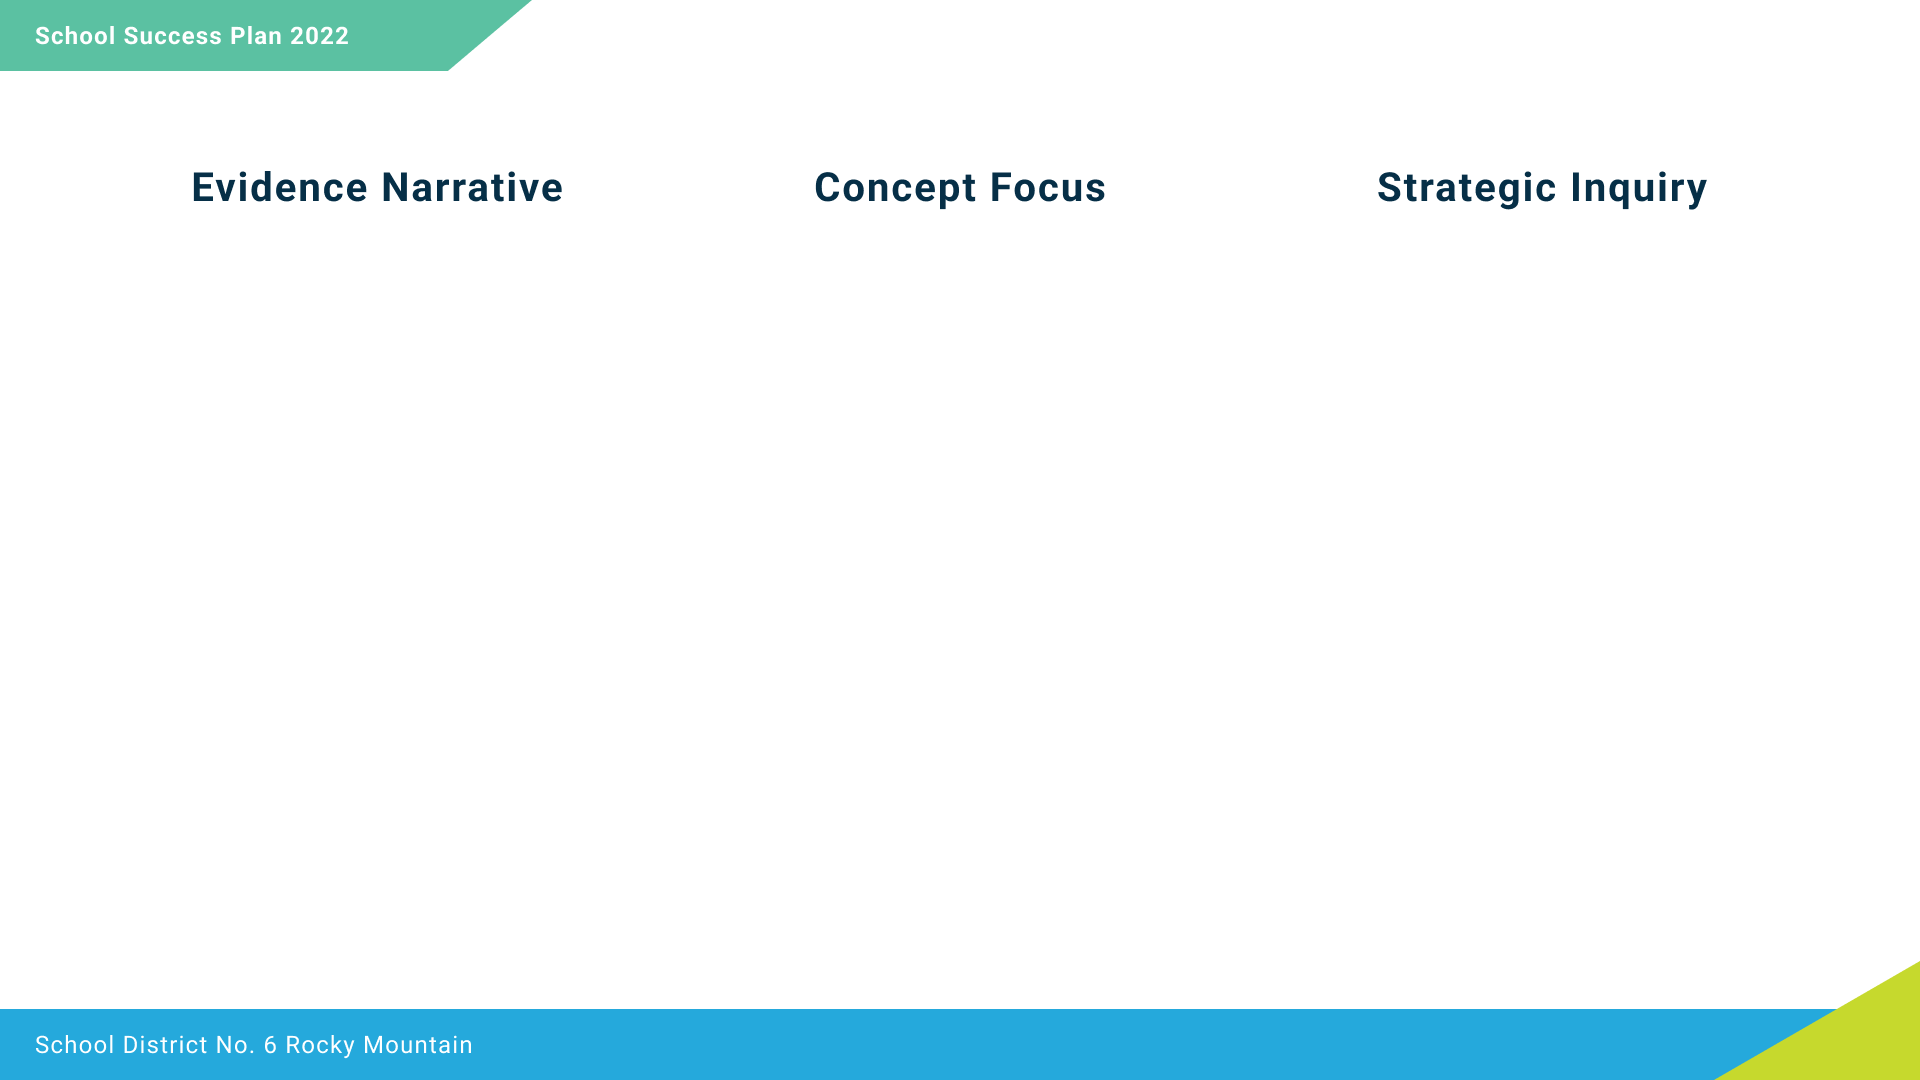 School Success Plan 2022
Evidence Narrative
Concept Focus
Strategic Inquiry
School District No. 6 Rocky Mountain